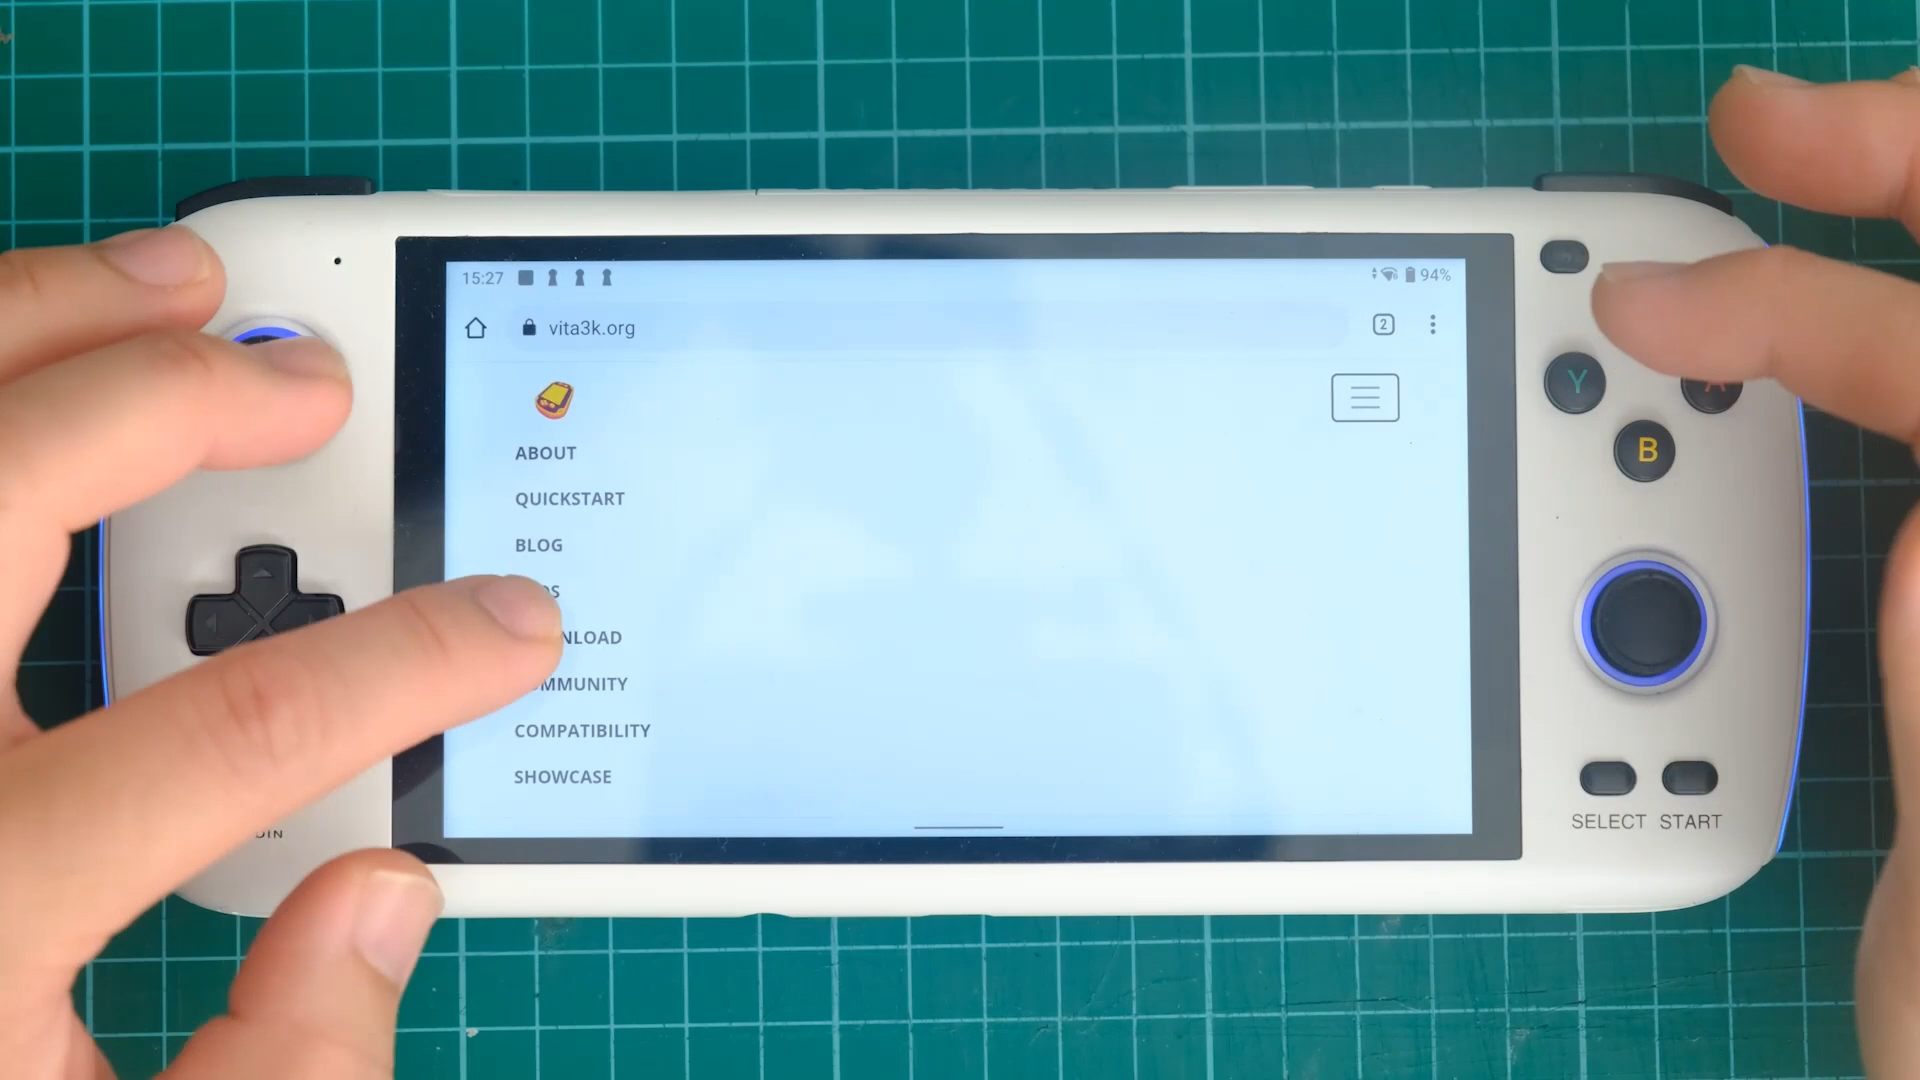 15:27
94%
vita3k.org
2
ABOUT
QUICKSTART
BLOG
COMPATIBILITY
SHOWCASE
Y
A
B
SELECT START